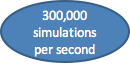 300,000
simulations
per second